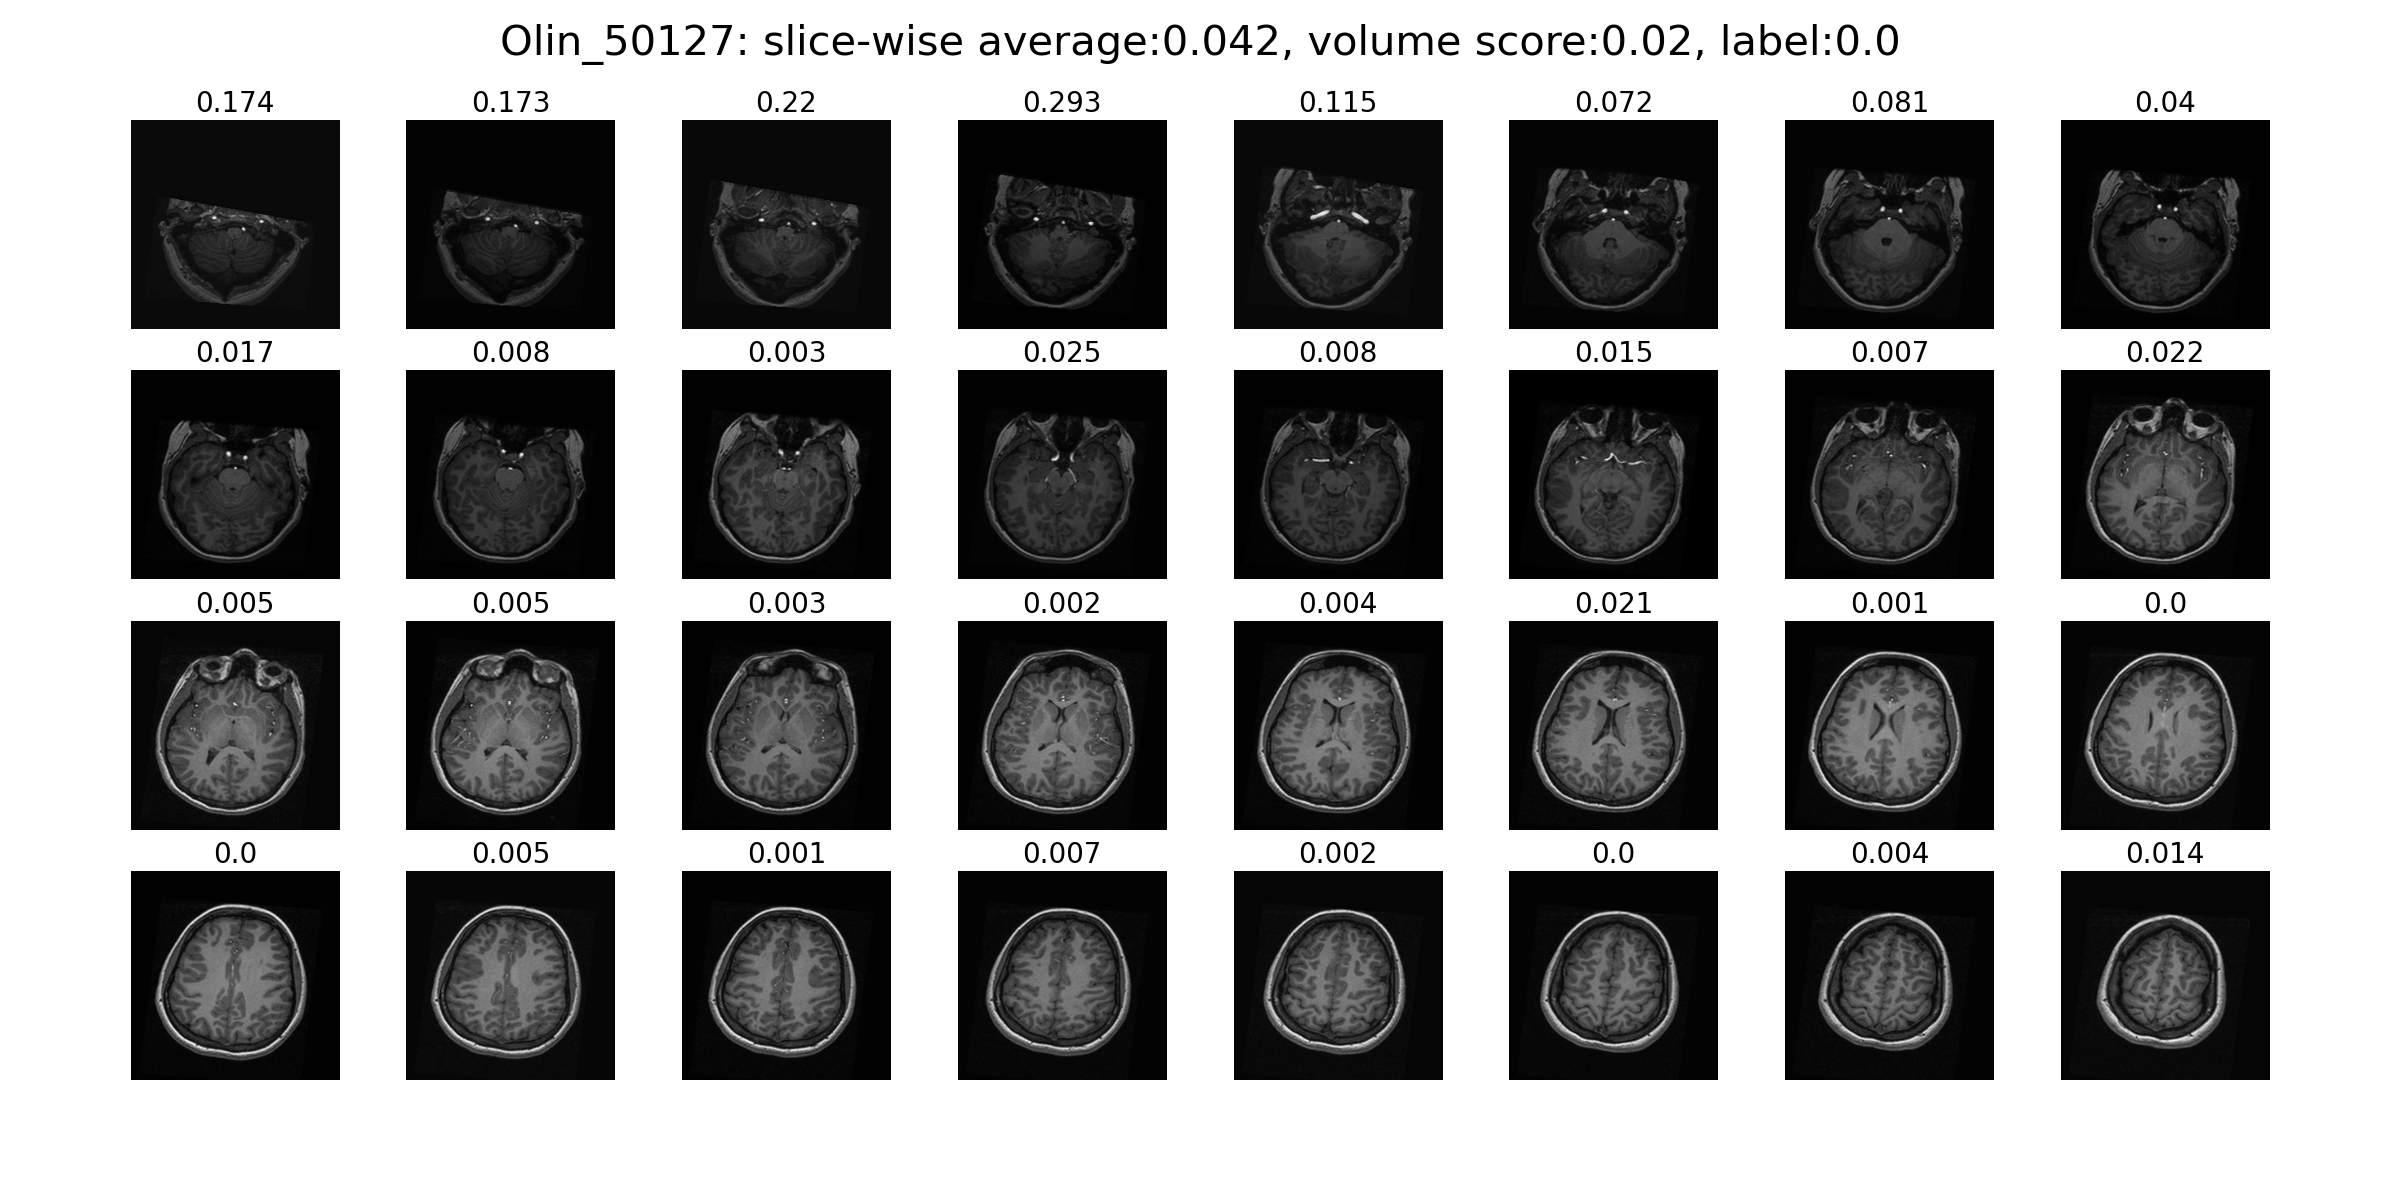 Olin_50127: slice-wise average:0.042, volume score:0.02, label:0.0
0.174 0.173 0.22 0.293 0.115 0.072 0.081 0.04
0.017 0.008 0.003 0.025 0.008 0.015 0.007 0.022
0.005 0.005 0.003 0.002 0.004 0.021 0.001 0.0
0.0 0.005 0.001 0.007 0.002 0.0 0.004 0.014